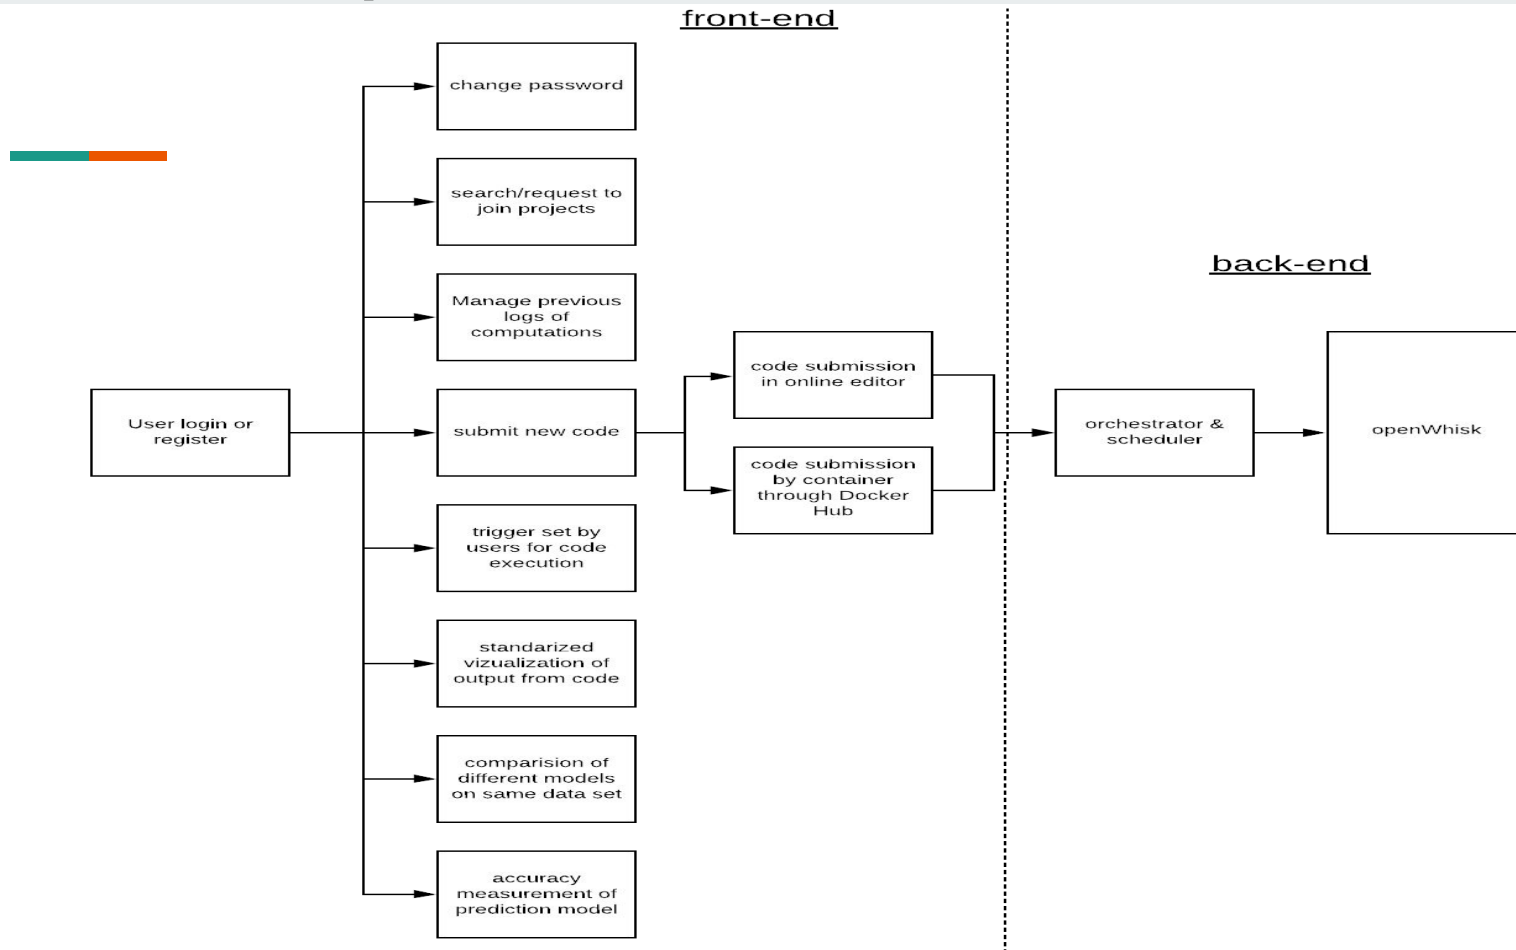 front-end
change password
search/request to
join projects
back-end
Manage previous
logs of
computations
code submission
in online editor
User login or
register
submit new code
orchestrator &
scheduler
openWhisk
code submission
by container
through Docker
Hub
trigger set by
users for code
execution
standarized
vizualization of
output from code
comparision of
different models
on same data set
accuracy
measurement of
prediction model